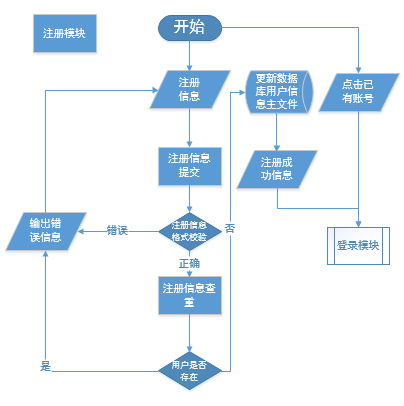 注册模块
开始
注册
信息
更新数据
库用户信
息主文件
点击已
有账号
注册信息
提交
注册成
功信息
输出错
误信息
错误
注册信息
格式校验
否
登录模块
正确
注册信息查
重
是
用户是否
存在